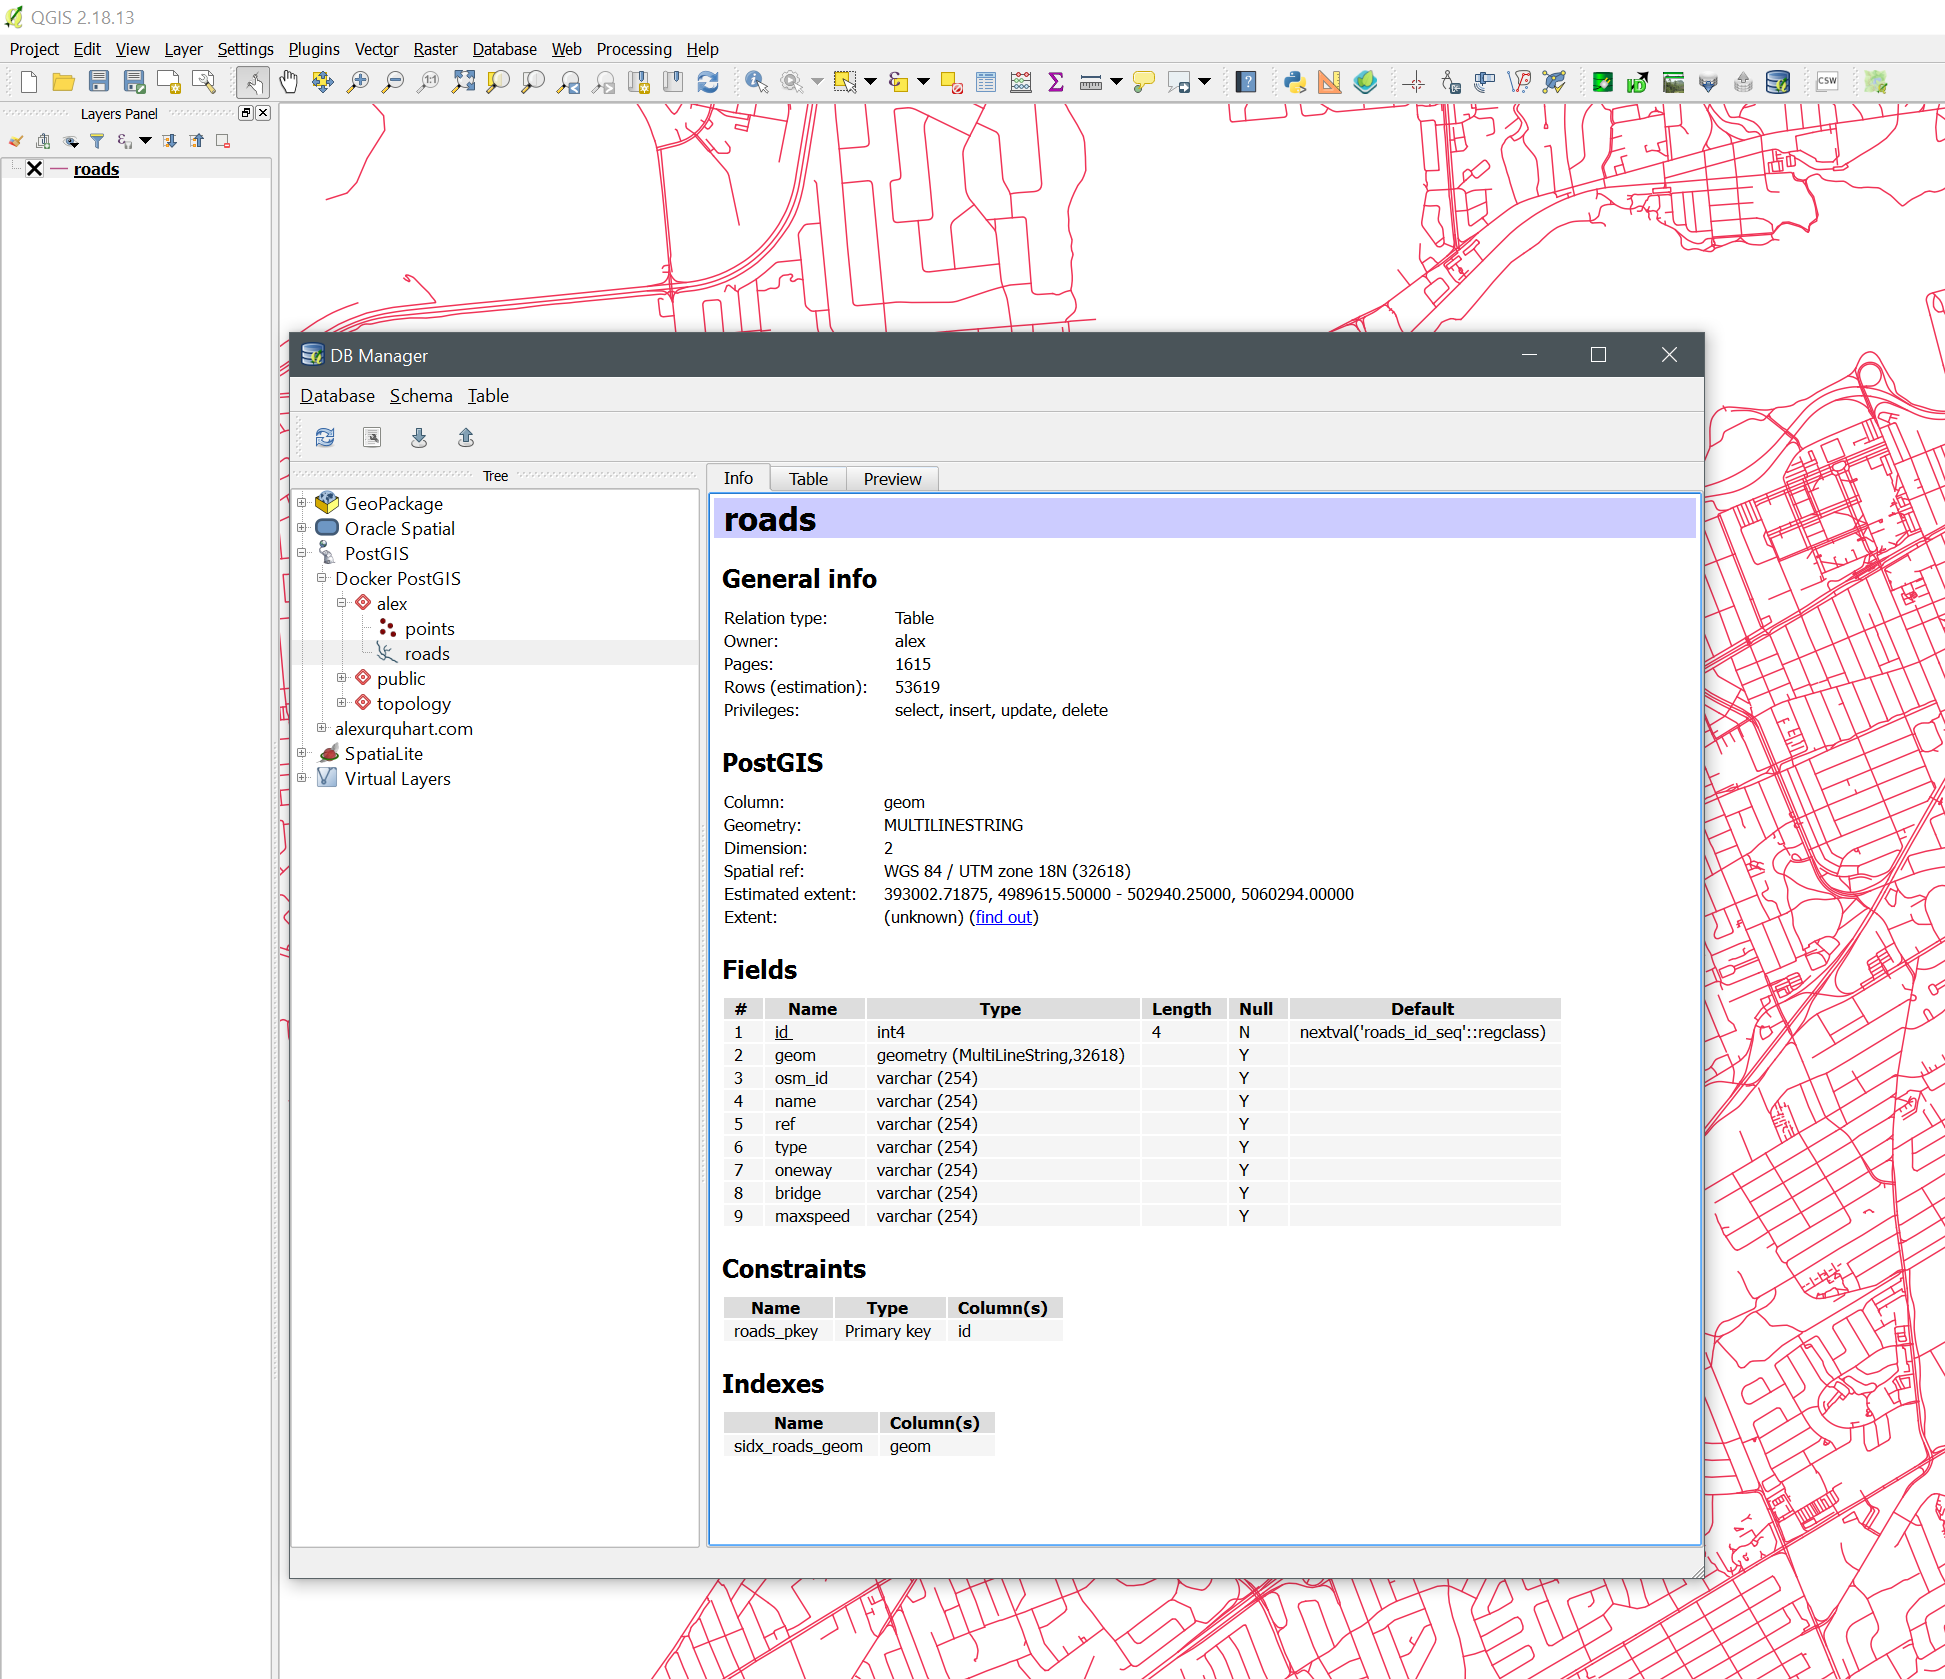 QGIS 2.18.13
Project Edit View Layer Settings Plugins Vector Raster Database Web Processing Help
1:1
CSW
Layers Panel
roads
DB Manager
Database Schema Table
Tree
GeoPackage
Oracle Spatial
PostGIS
Docker PostGIS
alex
points
roads
public
topology
alexurquhart.com
SpatiaLite
Virtual Layers
Info Table Preview
roads
General info
Relation type: Table
Owner: alex
Pages: 1615
Rows (estimation): 53619
Privileges: select, insert, update, delete
PostGIS
Column: geom
Geometry: MULTILINESTRING
Dimension: 2
Spatial ref: WGS 84 / UTM zone 18N (32618)
Estimated extent: 393002.71875, 4989615.50000 - 502940.25000, 5060294.00000
Extent: (unknown) (find out)
Fields
# Name Type Length Null Default
1 id int4 4 N nextval('roads_id_seq'::regclass)
2 geom geometry (MultiLineString,32618) Y
3 osm_id varchar (254) Y
4 name varchar (254) Y
5 ref varchar (254) Y
6 type varchar (254) Y
7 oneway varchar (254) Y
8 bridge varchar (254) Y
9 maxspeed varchar (254) Y
Constraints
Name Type Column(s)
roads_pkey Primary key id
Indexes
Name Column(s)
sidx_roads_geom geom